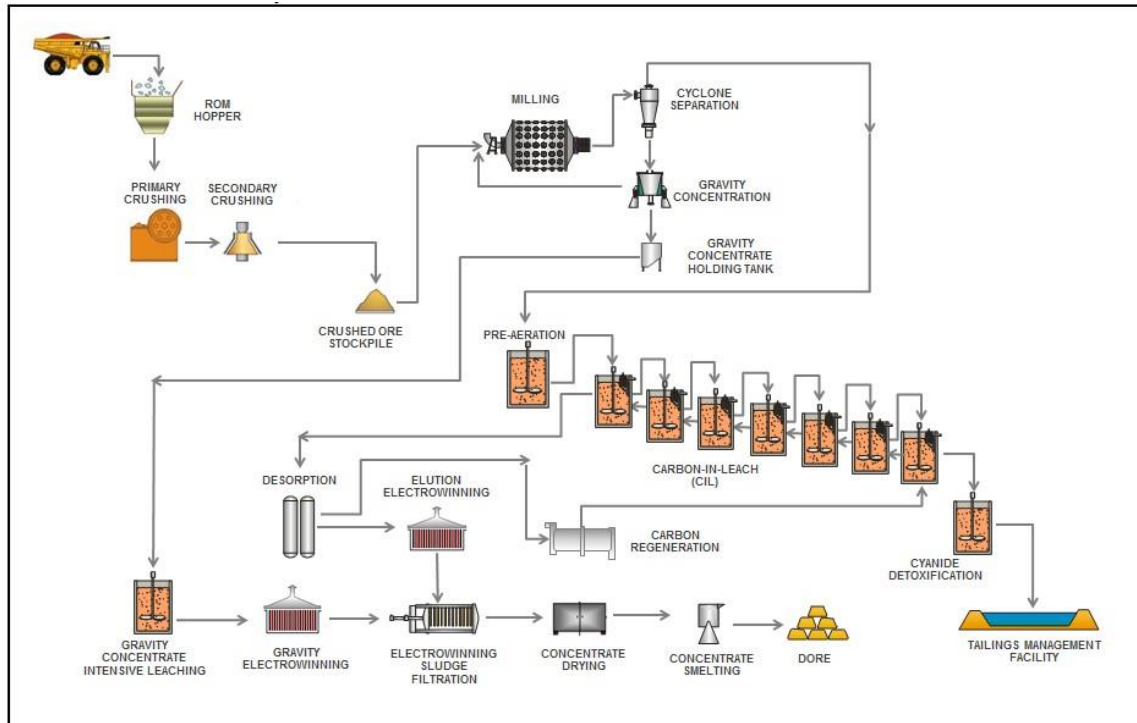 ROM
HOPPER
MILLING
CYCLONE
SEPARATION
PRIMARY
CRUSHING
SECONDARY
CRUSHING
GRAVITY
CONCENTRATION
GRAVITY
CONCENTRATE
HOLDING TANK
CRUSHED ORE
STOCKPILE
PRE-AERATION
CARBON-IN-LEACH
(CIL)
DESORPTION
ELUTION
ELECTROWINNING
CARBON
REGENERATION
CYANIDE
DETOXIFICATION
GRAVITY
CONCENTRATE
INTENSIVE LEACHING
GRAVITY
ELECTROWINNING
ELECTROWINNING
SLUDGE
FILTRATION
CONCENTRATE
DRYING
CONCENTRATE
SMELTING
DORE
TAILINGS MANAGEMENT
FACILITY